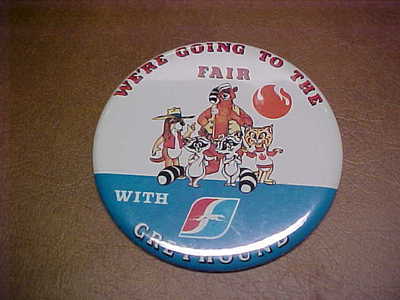 WE'RE GOING TO THE
FAIR
WITH
GREYHOUND